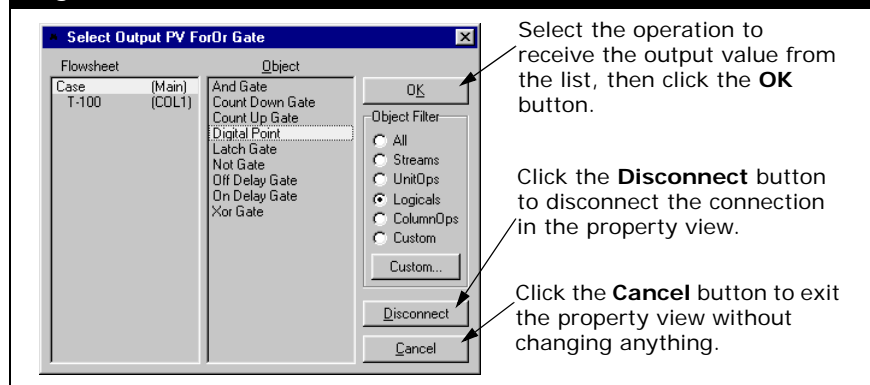 Select Output PV ForOr Gate
Flowsheet
Object
Case (Main)
T-100 (COL1)
And Gate
Count Down Gate
Count Up Gate
Digital Point
Latch Gate
Not Gate
Off Delay Gate
On Delay Gate
Xor Gate
OK
Object Filter
All
Streams
UnitOps
Logicals
ColumnOps
Custom
Custom...
Disconnect
Cancel
Select the operation to
receive the output value from
the list, then click the OK
button.
Click the Disconnect button
to disconnect the connection
in the property view.
Click the Cancel button to exit
the property view without
changing anything.